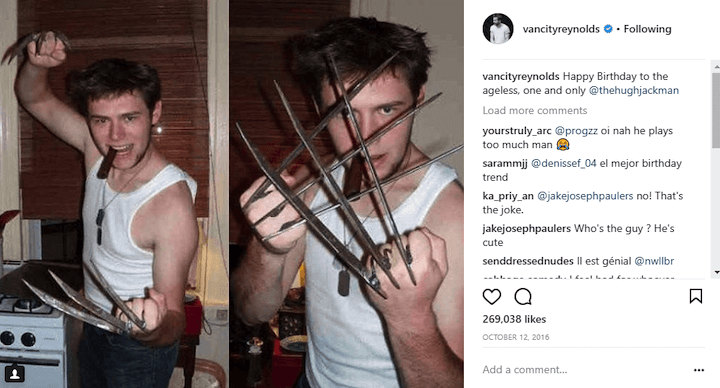 vancityreynolds • Following
vancityreynolds Happy Birthday to the
ageless, one and only @thehughjackman
Load more comments
yourstruly_arc @progzz oi nah he plays
too much man 😭
sarammjj @denissef_04 el mejor birthday
trend
ka_priy_an @jakejosephpaulers no! That's
the joke.
jakejosephpaulers Who's the guy ? He's
cute
senddressednudes Il est génial @nwllbr
269,038 likes
OCTOBER 12, 2016
Add a comment...